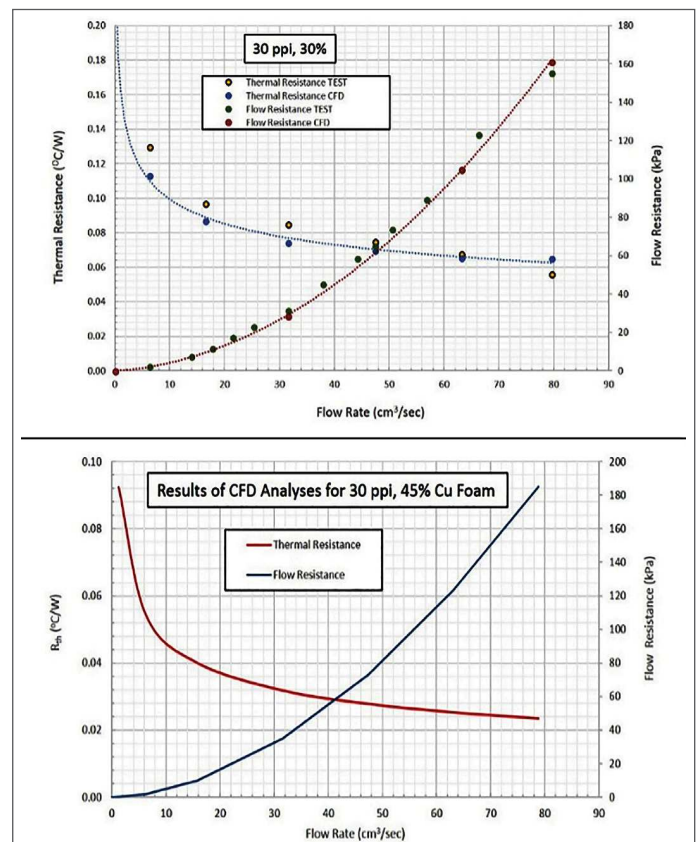 30 ppi, 30%
Thermal Resistance TEST
Thermal Resistance CFD
Flow Resistance TEST
Flow Resistance CFD
Thermal Resistance (⁰C/W)
0.20
0.18
0.16
0.14
0.12
0.10
0.08
0.06
0.04
0.02
0.00
180
160
140
120
100
80
60
40
20
0
Flow Resistance (kPa)
0 10 20 30 40 50 60 70 80 90
Flow Rate (cm³/sec)
Results of CFD Analyses for 30 ppi, 45% Cu Foam
Thermal Resistance
Flow Resistance
Rth (⁰C/W)
0.10
0.08
0.06
0.04
0.02
0.00
200
180
160
140
120
100
80
60
40
20
0
Flow Resistance (kPa)
0 10 20 30 40 50 60 70 80 90
Flow Rate (cm³/sec)